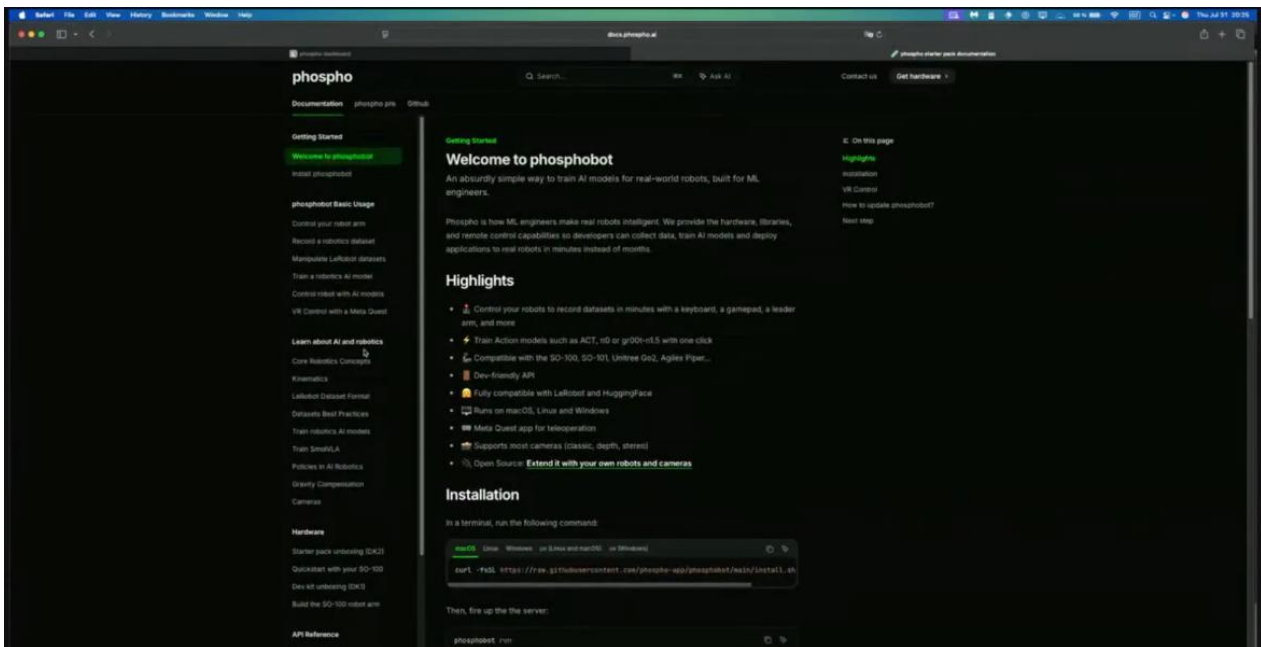 Safari File Edit View History Bookmarks Window Help
Thu Jul 31 20:35
docs.phospho.ai
phospho dashboard
phospho starter pack documentation
phospho
Search...
Ask AI
Contact us
Get hardware
Documentation phospho pro Github
Getting Started
Welcome to phosphobot
Install phosphobot
phosphobot Basic Usage
Control your robot arm
Record a robotics dataset
Manipulate LeRobot datasets
Train a robotics AI model
Control robot with AI models
VR Control with a Meta Quest
Learn about AI and robotics
Core Robotics Concepts
Kinematics
LeRobot Dataset Format
Datasets Best Practices
Train robotics AI models
Train SmolVLA
Policies in AI Robotics
Gravity Compensation
Cameras
Hardware
Starter pack unboxing (DK2)
Quickstart with your SO-100
Dev kit unboxing (DK1)
Build the SO-100 robot arm
API Reference
Getting Started
Welcome to phosphobot
An absurdly simple way to train AI models for real-world robots, built for ML
engineers.
Phospho is how ML engineers make real robots intelligent. We provide the hardware, libraries,
and remote control capabilities so developers can collect data, train AI models and deploy
applications to real robots in minutes instead of months.
Highlights
Control your robots to record datasets in minutes with a keyboard, a gamepad, a leader
arm, and more
Train Action models such as ACT, π0 or gr00t-n1.5 with one click
Compatible with the SO-100, SO-101, Unitree Go2, Agilex Piper...
Dev-friendly API
Fully compatible with LeRobot and HuggingFace
Runs on macOS, Linux and Windows
Meta Quest app for teleoperation
Supports most cameras (classic, depth, stereo)
Open Source: Extend it with your own robots and cameras
Installation
In a terminal, run the following command:
macOS Linux Windows uv (Linux and macOS) uv (Windows)
curl -fsSL https://raw.githubusercontent.com/phospho-app/phosphobot/main/install.sh
Then, fire up the the server:
phosphobot run
On this page
Highlights
Installation
VR Control
How to update phosphobot?
Next step